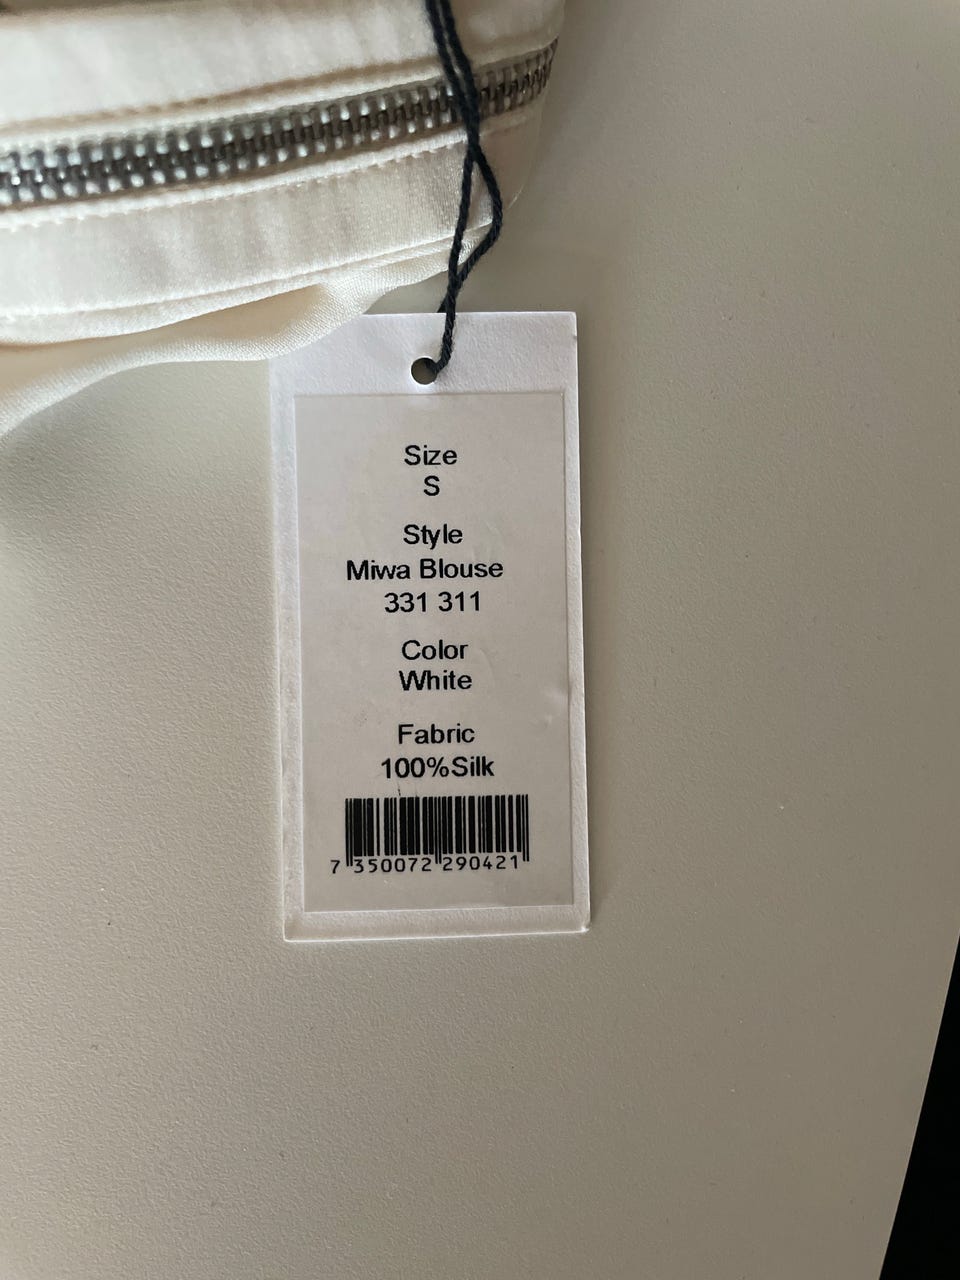 Size
S
Style
Miwa Blouse
331 311
Color
White
Fabric
100%Silk
7 350072 290421